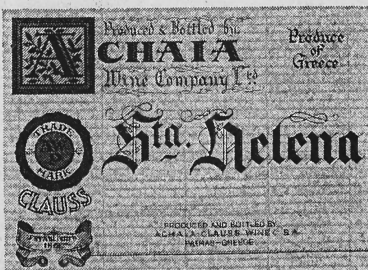 Produced & Bottled by:
ACHAIA
Wine Company Ltd
Produce
of
Greece
TRADE
MARK
CLAUSS
Sta. Helena
PRODUCED AND BOTTLED BY
ACHAIA CLAUSS WINE C° S.A.
PATRAS-GREECE